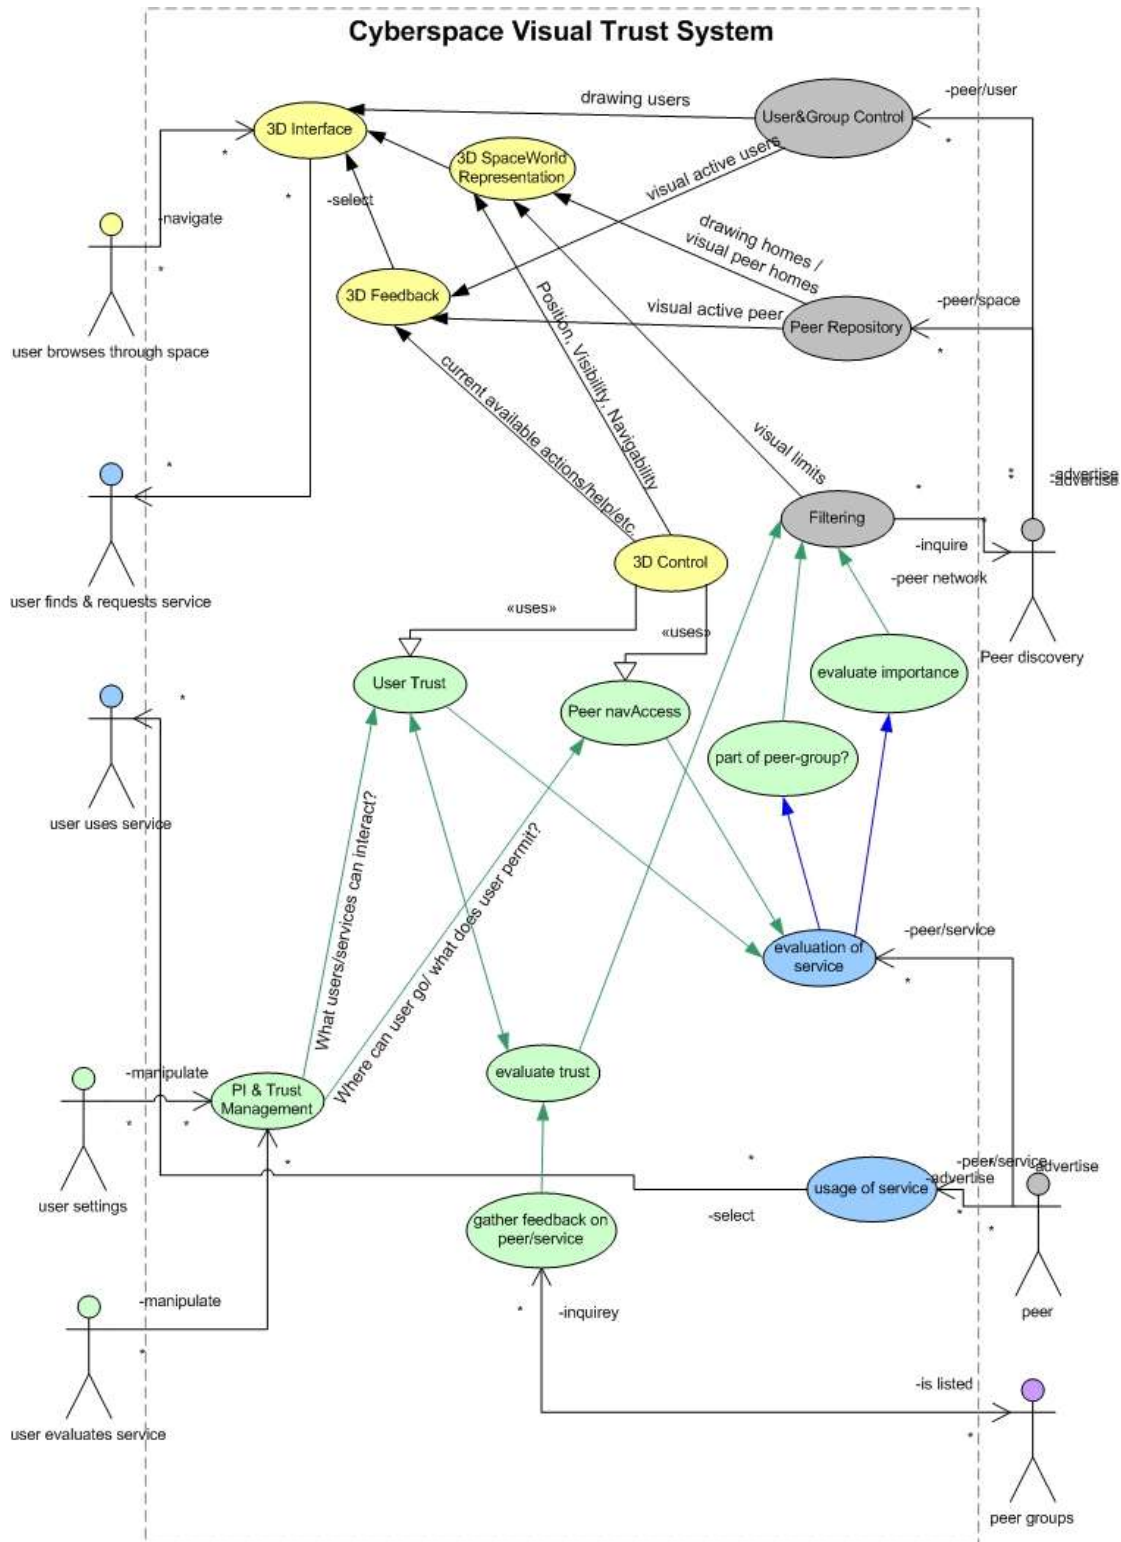 Cyberspace Visual Trust System
drawing users
User&Group Control
-peer/user
*
3D Interface
*
*
3D SpaceWorld
Representation
visual active users
-select
-navigate
*
user browses through space
drawing homes /
visual peer homes
3D Feedback
visual active peer
Peer Repository
-peer/space
*
Position, Visibility, Navigability
current available actions/help/etc.
visual limits
*
user finds & requests service
Filtering
*
*
*
-advertise
-advertise
-inquire
-peer network
Peer discovery
3D Control
«uses»
«uses»
User Trust
Peer navAccess
evaluate importance
part of peer-group?
*
user uses service
What users/services can interact?
Where can user go/ what does user permit?
evaluation of
service
-peer/service
*
evaluate trust
-manipulate
*
*
PI & Trust
Management
*
user settings
gather feedback on
peer/service
*
usage of service
-select
-peer/service
*
-advertise
-advertise
*
*
peer
-manipulate
*
user evaluates service
*
-inquirey
-is listed
*
peer groups